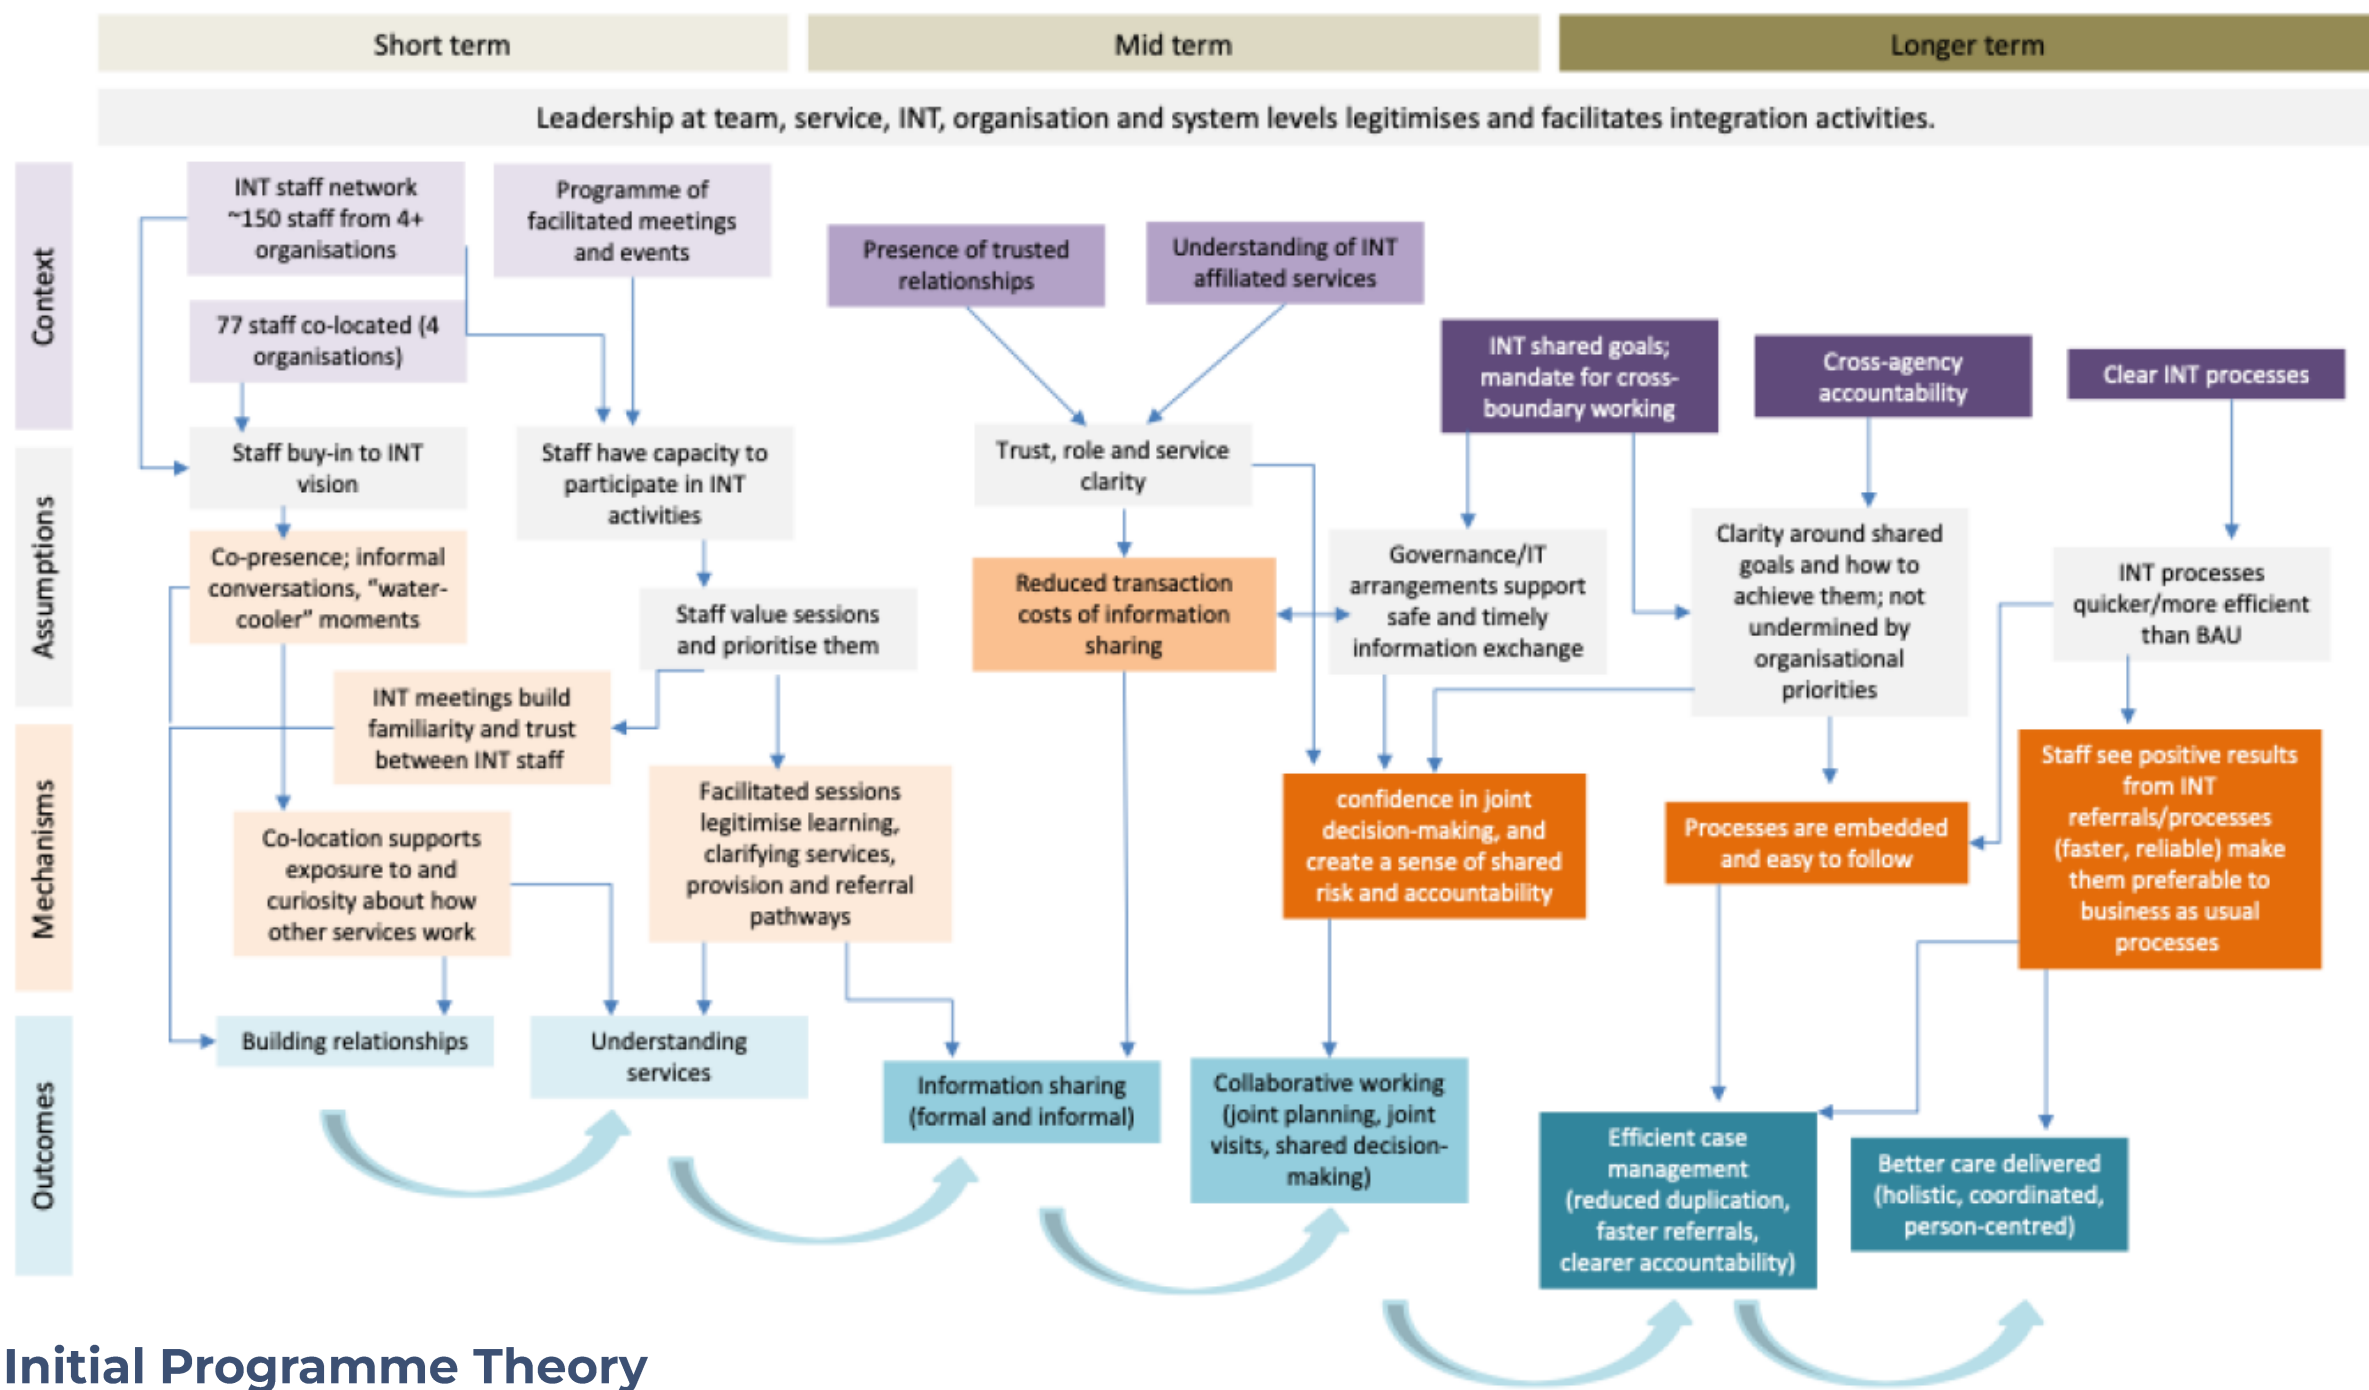 Short term
Mid term
Longer term
Leadership at team, service, INT, organisation and system levels legitimises and facilitates integration activities.
Context
INT staff network
~150 staff from 4+
organisations
Programme of
facilitated meetings
and events
77 staff co-located (4
organisations)
Presence of trusted
relationships
Understanding of INT
affiliated services
INT shared goals;
mandate for cross-
boundary working
Cross-agency
accountability
Clear INT processes
Assumptions
Staff buy-in to INT
vision
Staff have capacity to
participate in INT
activities
Trust, role and service
clarity
Co-presence; informal
conversations, "water-
cooler" moments
Staff value sessions
and prioritise them
Reduced transaction
costs of information
sharing
Governance/IT
arrangements support
safe and timely
information exchange
Clarity around shared
goals and how to
achieve them; not
undermined by
organisational
priorities
INT processes
quicker/more efficient
than BAU
Mechanisms
INT meetings build
familiarity and trust
between INT staff
Co-location supports
exposure to and
curiosity about how
other services work
Facilitated sessions
legitimise learning,
clarifying services,
provision and referral
pathways
confidence in joint
decision-making, and
create a sense of shared
risk and accountability
Processes are embedded
and easy to follow
Staff see positive results
from INT
referrals/processes
(faster, reliable) make
them preferable to
business as usual
processes
Outcomes
Building relationships
Understanding
services
Information sharing
(formal and informal)
Collaborative working
(joint planning, joint
visits, shared decision-
making)
Efficient case
management
(reduced duplication,
faster referrals,
clearer accountability)
Better care delivered
(holistic, coordinated,
person-centred)
Initial Programme Theory